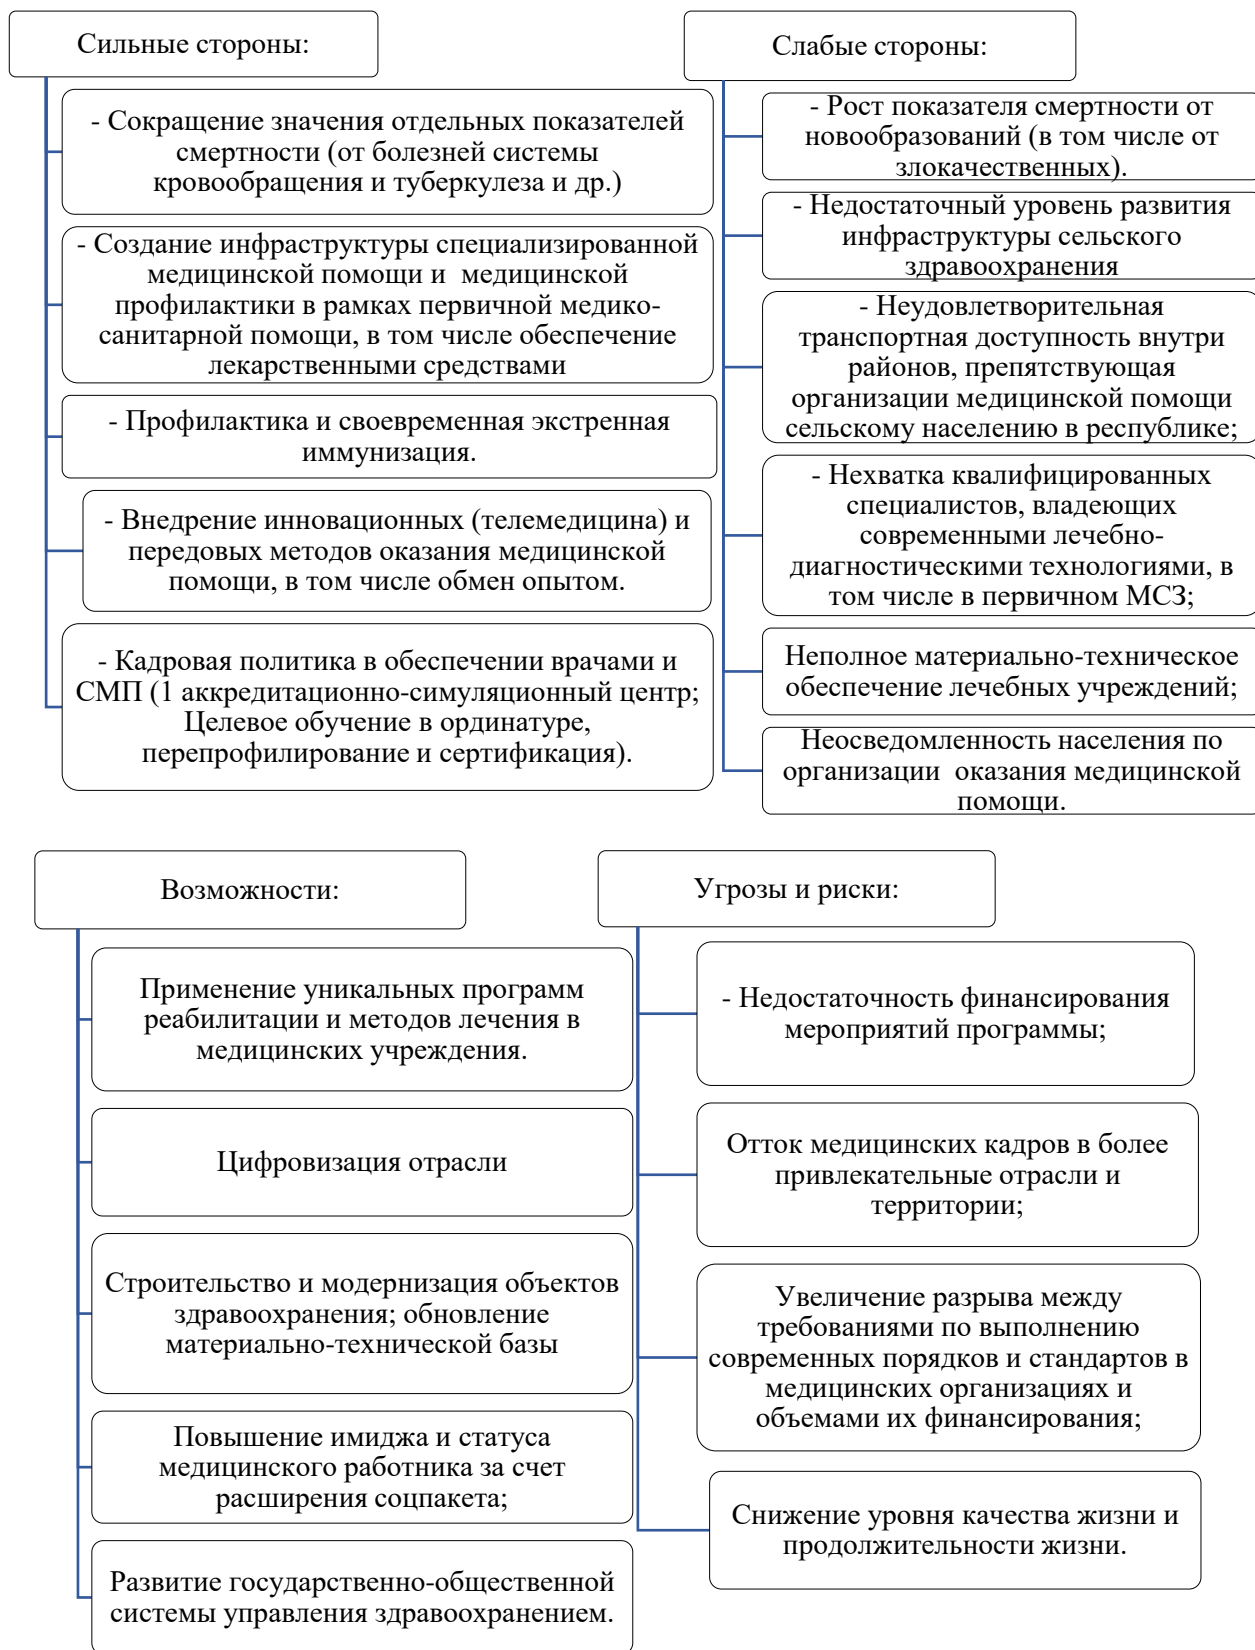 Сильные стороны:
- Сокращение значения отдельных показателей
смертности (от болезней системы
кровообращения и туберкулеза и др.)
- Создание инфраструктуры специализированной
медицинской помощи и  медицинской
профилактики в рамках первичной медико-
санитарной помощи, в том числе обеспечение
лекарственными средствами
- Профилактика и своевременная экстренная
иммунизация.
- Внедрение инновационных (телемедицина) и
передовых методов оказания медицинской
помощи, в том числе обмен опытом.
- Кадровая политика в обеспечении врачами и
СМП (1 аккредитационно-симуляционный центр;
Целевое обучение в ординатуре,
перепрофилирование и сертификация).
Слабые стороны:
- Рост показателя смертности от
новообразований (в том числе от
злокачественных).
- Недостаточный уровень развития
инфраструктуры сельского
здравоохранения
- Неудовлетворительная
транспортная доступность внутри
районов, препятствующая
организации медицинской помощи
сельскому населению в республике;
- Нехватка квалифицированных
специалистов, владеющих
современными лечебно-
диагностическими технологиями, в
том числе в первичном МСЗ;
Неполное материально-техническое
обеспечение лечебных учреждений;
Неосведомленность населения по
организации  оказания медицинской
помощи.
Возможности:
Применение уникальных программ
реабилитации и методов лечения в
медицинских учреждения.
Цифровизация отрасли
Строительство и модернизация объектов
здравоохранения; обновление
материально-технической базы
Повышение имиджа и статуса
медицинского работника за счет
расширения соцпакета;
Развитие государственно-общественной
системы управления здравоохранением.
Угрозы и риски:
- Недостаточность финансирования
мероприятий программы;
Отток медицинских кадров в более
привлекательные отрасли и
территории;
Увеличение разрыва между
требованиями по выполнению
современных порядков и стандартов в
медицинских организациях и
объемами их финансирования;
Снижение уровня качества жизни и
продолжительности жизни.